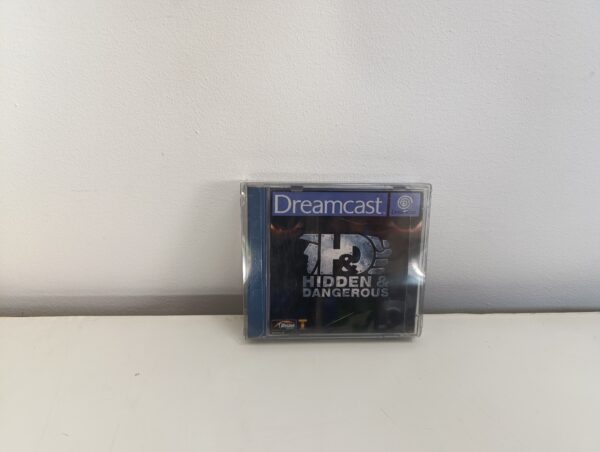 Dreamcast
H&D
HIDDEN &
DANGEROUS